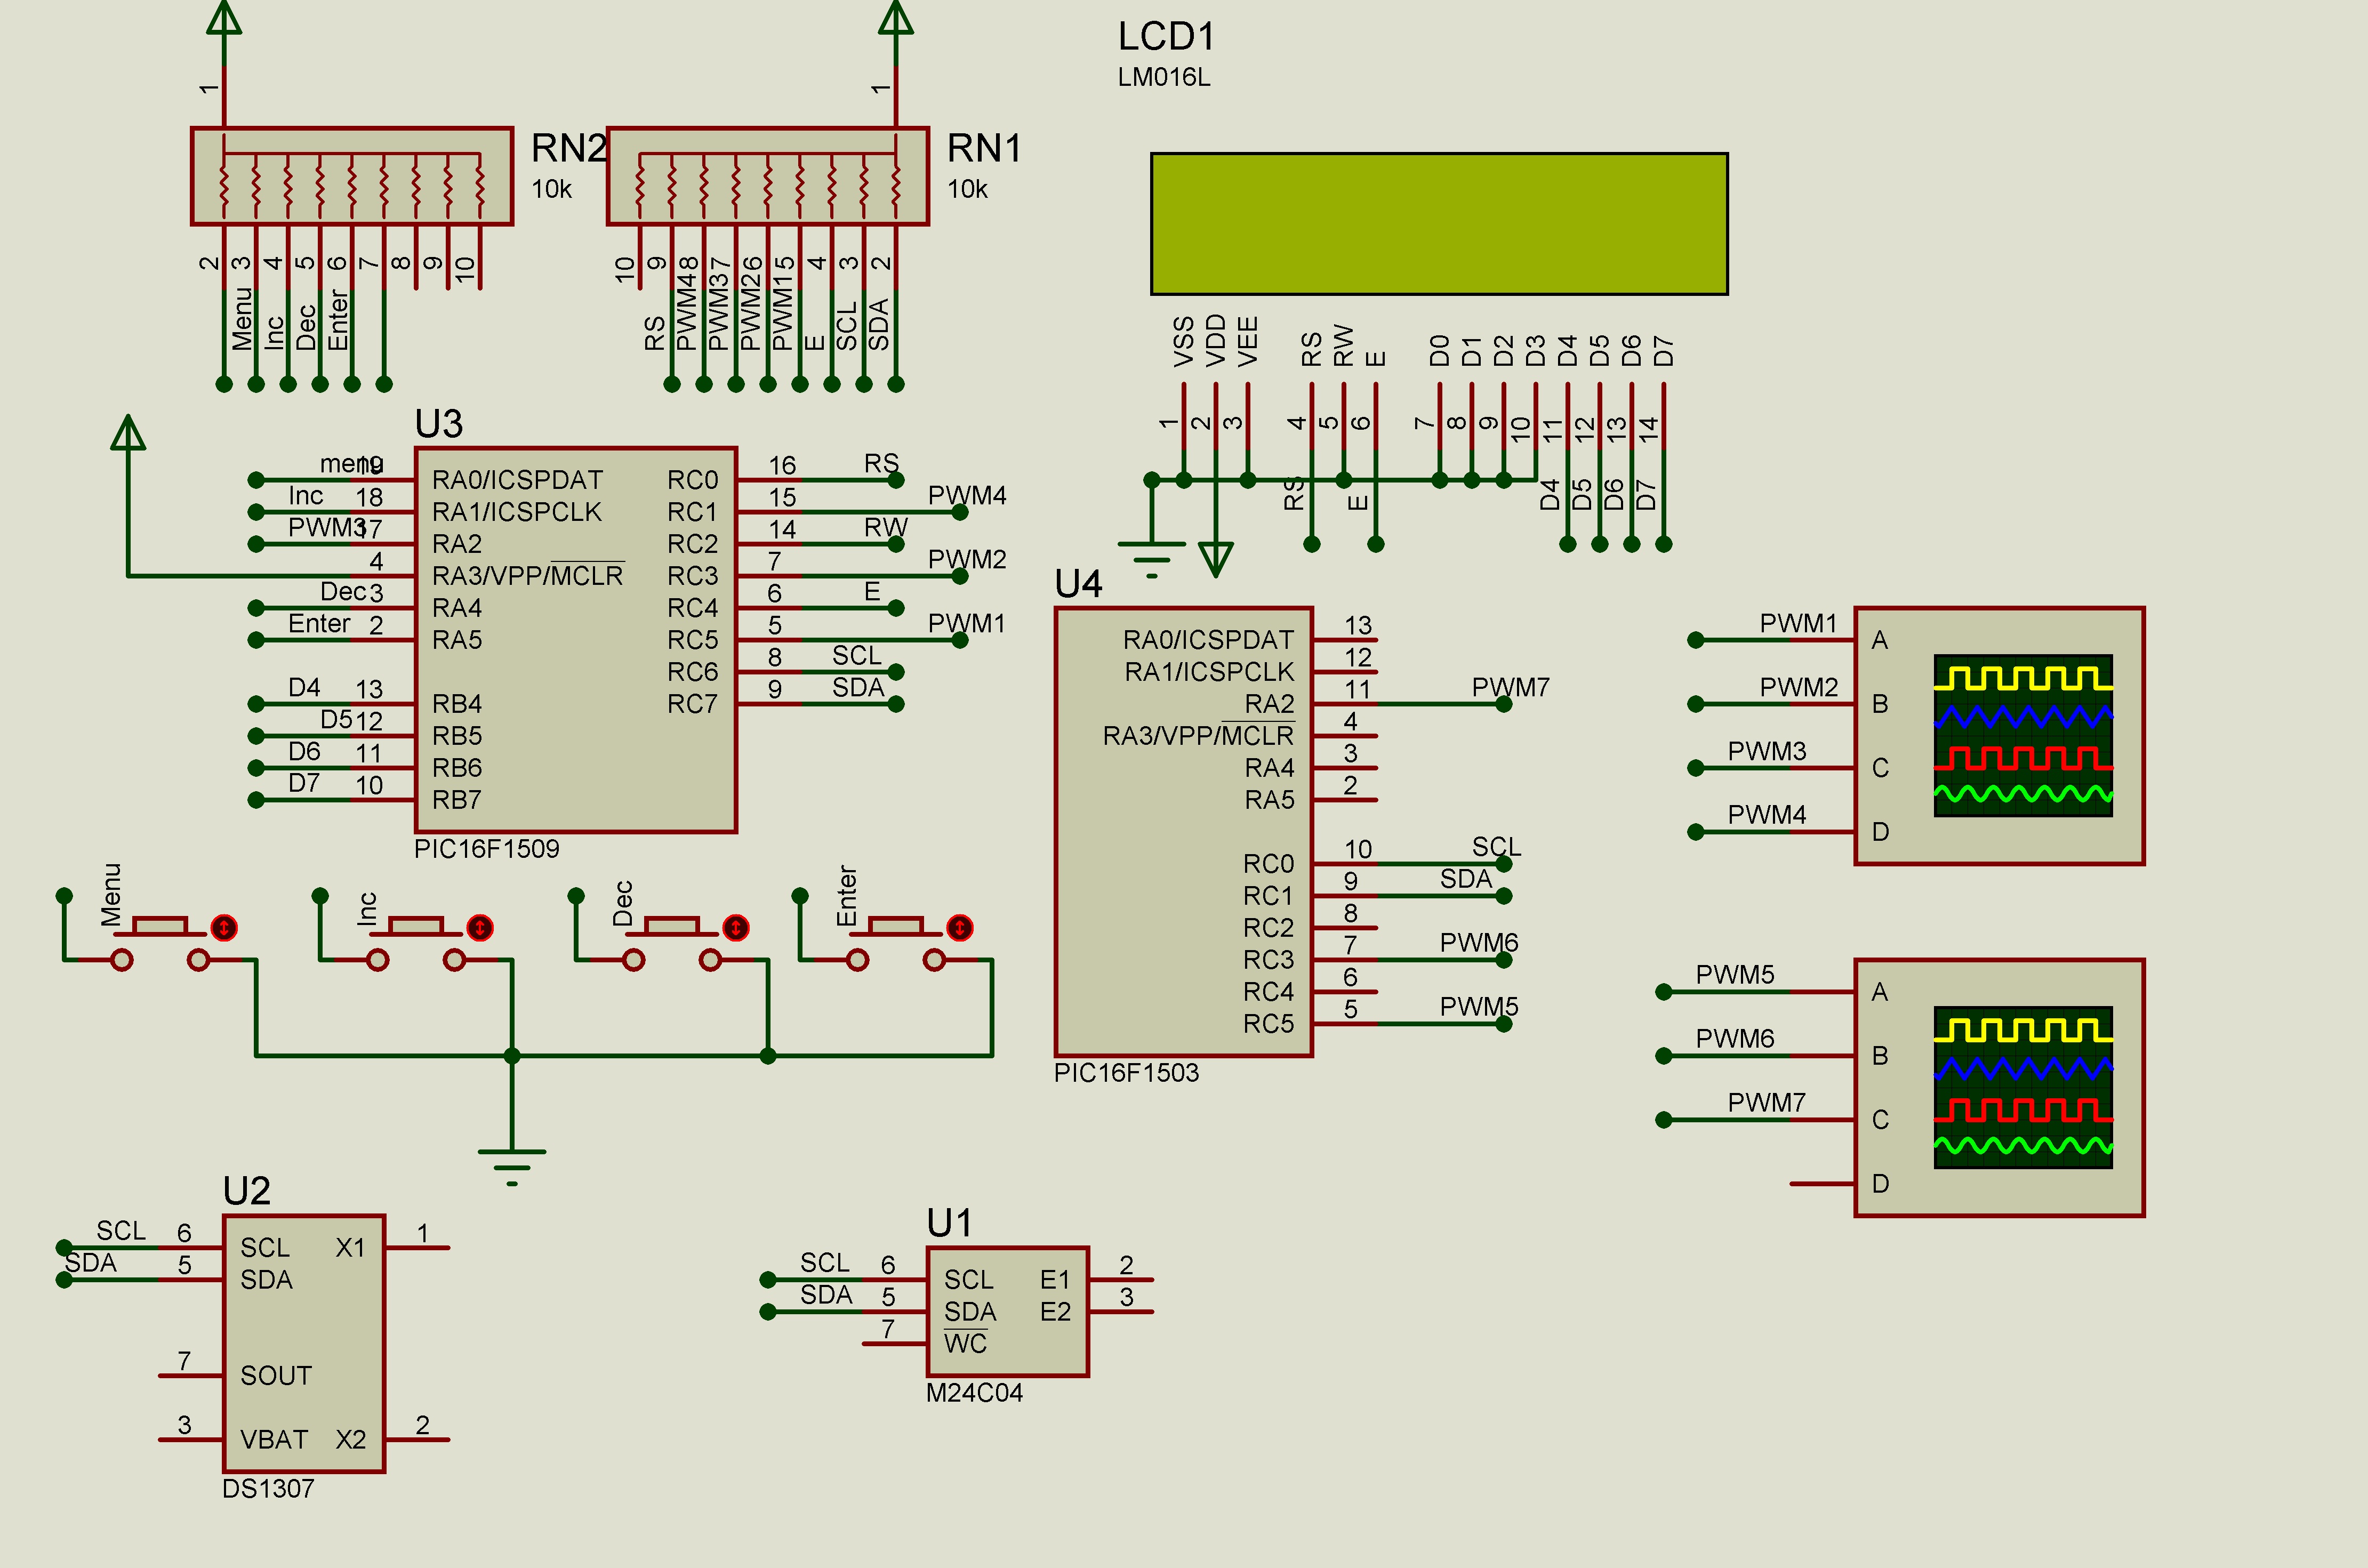 LCD1
LM016L
1
1
RN2
10k
RN1
10k
2
3
4
5
6
7
8
9
10
Menu
Inc
Dec
Enter
10
9
8
7
6
5
4
3
2
RS
PWM4
PWM3
PWM2
PWM1
E
SCL
SDA
VSS
VDD
VEE
RS
RW
E
D0
D1
D2
D3
D4
D5
D6
D7
1
2
3
4
5
6
7
8
9
10
11
12
13
14
RS
E
D4
D5
D6
D7
U3
menu 19 RA0/ICSPDAT RC0 16 RS
Inc 18 RA1/ICSPCLK RC1 15 PWM4
PWM3 17 RA2 RC2 14 RW
4 RA3/VPP/MCLR RC3 7 PWM2
Dec 3 RA4 RC4 6 E
Enter 2 RA5 RC5 5 PWM1
RC6 8 SCL
D4 13 RB4 RC7 9 SDA
D5 12 RB5
D6 11 RB6
D7 10 RB7
PIC16F1509
U4
RA0/ICSPDAT 13
RA1/ICSPCLK 12
RA2 11 PWM7
RA3/VPP/MCLR 4
RA4 3
RA5 2
RC0 10 SCL
RC1 9 SDA
RC2 8
RC3 7 PWM6
RC4 6
RC5 5 PWM5
PIC16F1503
PWM1 A
PWM2 B
PWM3 C
PWM4 D
PWM5 A
PWM6 B
PWM7 C
D
Menu
Inc
Dec
Enter
U2
SCL 6 SCL X1 1
SDA 5 SDA
7 SOUT
3 VBAT X2 2
DS1307
U1
SCL 6 SCL E1 2
SDA 5 SDA E2 3
7 WC
M24C04